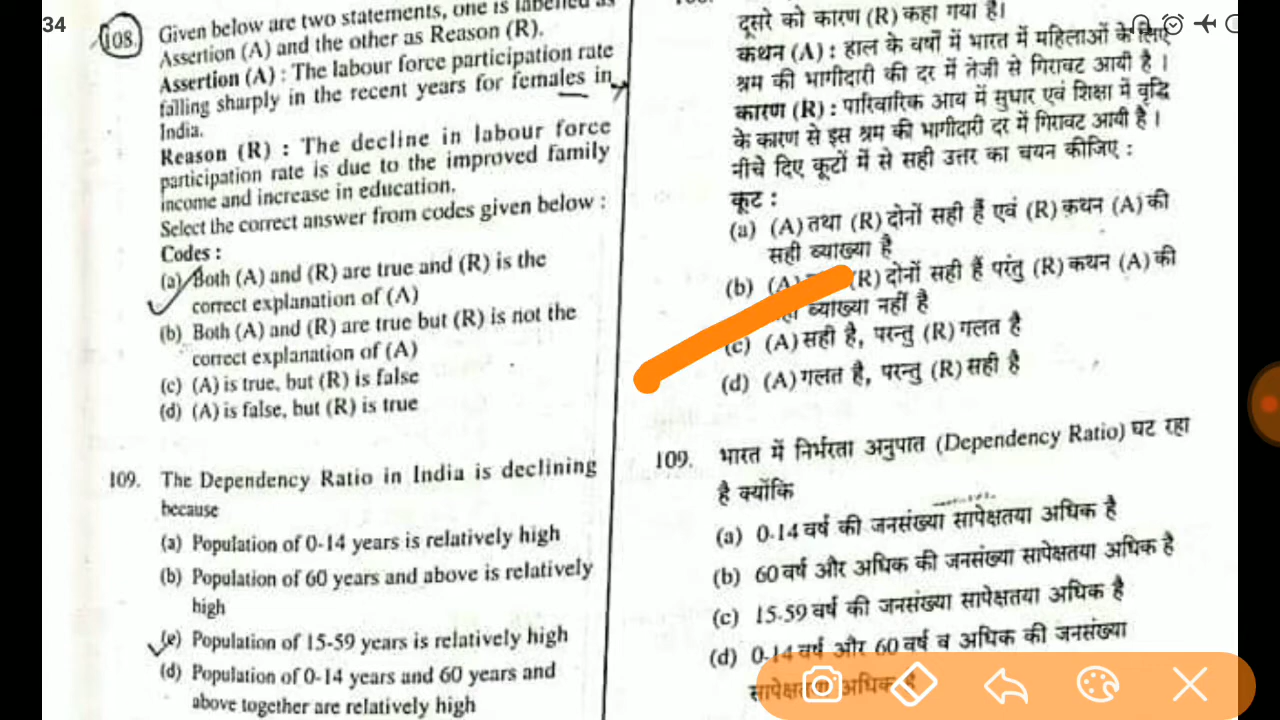 34
108. Given below are two statements, one is labelled as
Assertion (A) and the other as Reason (R).
Assertion (A) : The labour force participation rate
falling sharply in the recent years for females in
India.
Reason (R) : The decline in labour force
participation rate is due to the improved family
income and increase in education.
Select the correct answer from codes given below :
Codes :
(a) Both (A) and (R) are true and (R) is the
correct explanation of (A)
(b) Both (A) and (R) are true but (R) is not the
correct explanation of (A)
(c) (A) is true, but (R) is false
(d) (A) is false, but (R) is true
109. The Dependency Ratio in India is declining
because
(a) Population of 0-14 years is relatively high
(b) Population of 60 years and above is relatively
high
(c) Population of 15-59 years is relatively high
(d) Population of 0-14 years and 60 years and
above together are relatively high
दूसरे को कारण (R) कहा गया है।
कथन (A) : हाल के वर्षों में भारत में महिलाओं के लिए
श्रम की भागीदारी की दर में तेजी से गिरावट आयी है ।
कारण (R) : पारिवारिक आय में सुधार एवं शिक्षा में वृद्धि
के कारण से इस श्रम की भागीदारी दर में गिरावट आयी है ।
नीचे दिए कूटों में से सही उत्तर का चयन कीजिए :
कूट :
(a) (A) तथा (R) दोनों सही हैं एवं (R) कथन (A) की
सही व्याख्या है
(b) (A) (R) दोनों सही हैं परंतु (R) कथन (A) की
व्याख्या नहीं है
(c) (A) सही है, परन्तु (R) गलत है
(d) (A) गलत है, परन्तु (R) सही है
109. भारत में निर्भरता अनुपात (Dependency Ratio) घट रहा
है क्योंकि
(a) 0-14 वर्ष की जनसंख्या सापेक्षतया अधिक है
(b) 60 वर्ष और अधिक की जनसंख्या सापेक्षतया अधिक है
(c) 15-59 वर्ष की जनसंख्या सापेक्षतया अधिक है
(d) 0-14 वर्ष और 60 वर्ष व अधिक की जनसंख्या
सापेक्षतया अधिक है